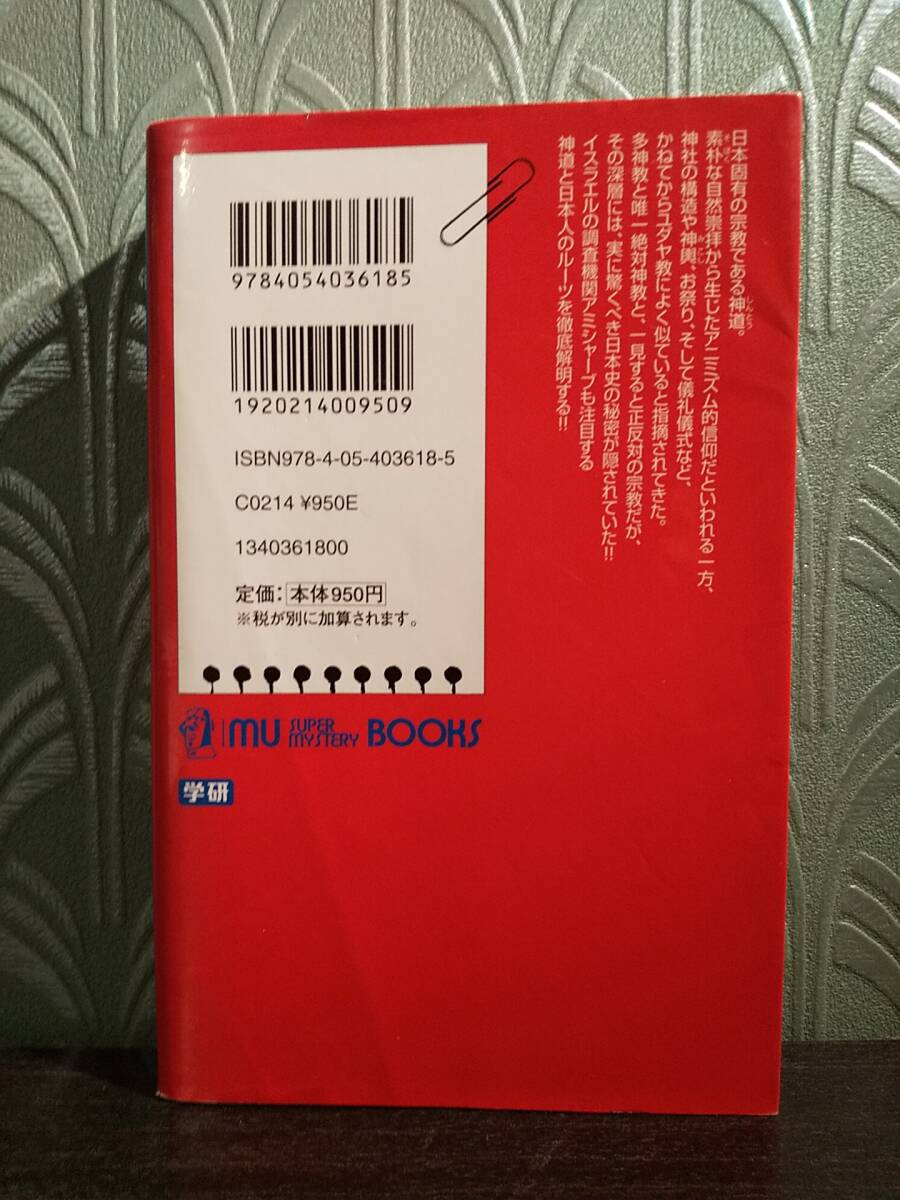 日本固有の宗教である神道。
素朴な自然崇拝から生じたアニミズム的信仰だといわれる一方、
神社の構造や神輿、お祭り、そして儀礼儀式など、
かねてからユダヤ教によく似ていると指摘されてきた。
多神教と唯一絶対神教と、一見すると正反対の宗教だが、
その深層には、実に驚くべき日本史の秘密が隠されていた!!
イスラエルの調査機関アミシャーブも注目する
神道と日本人のルーツを徹底解明する!!
9784054036185
1920214009509
ISBN978-4-05-403618-5
C0214 ¥950E
1340361800
定価：本体950円
※税が別に加算されます。
MU SUPER MYSTERY BOOKS
学研